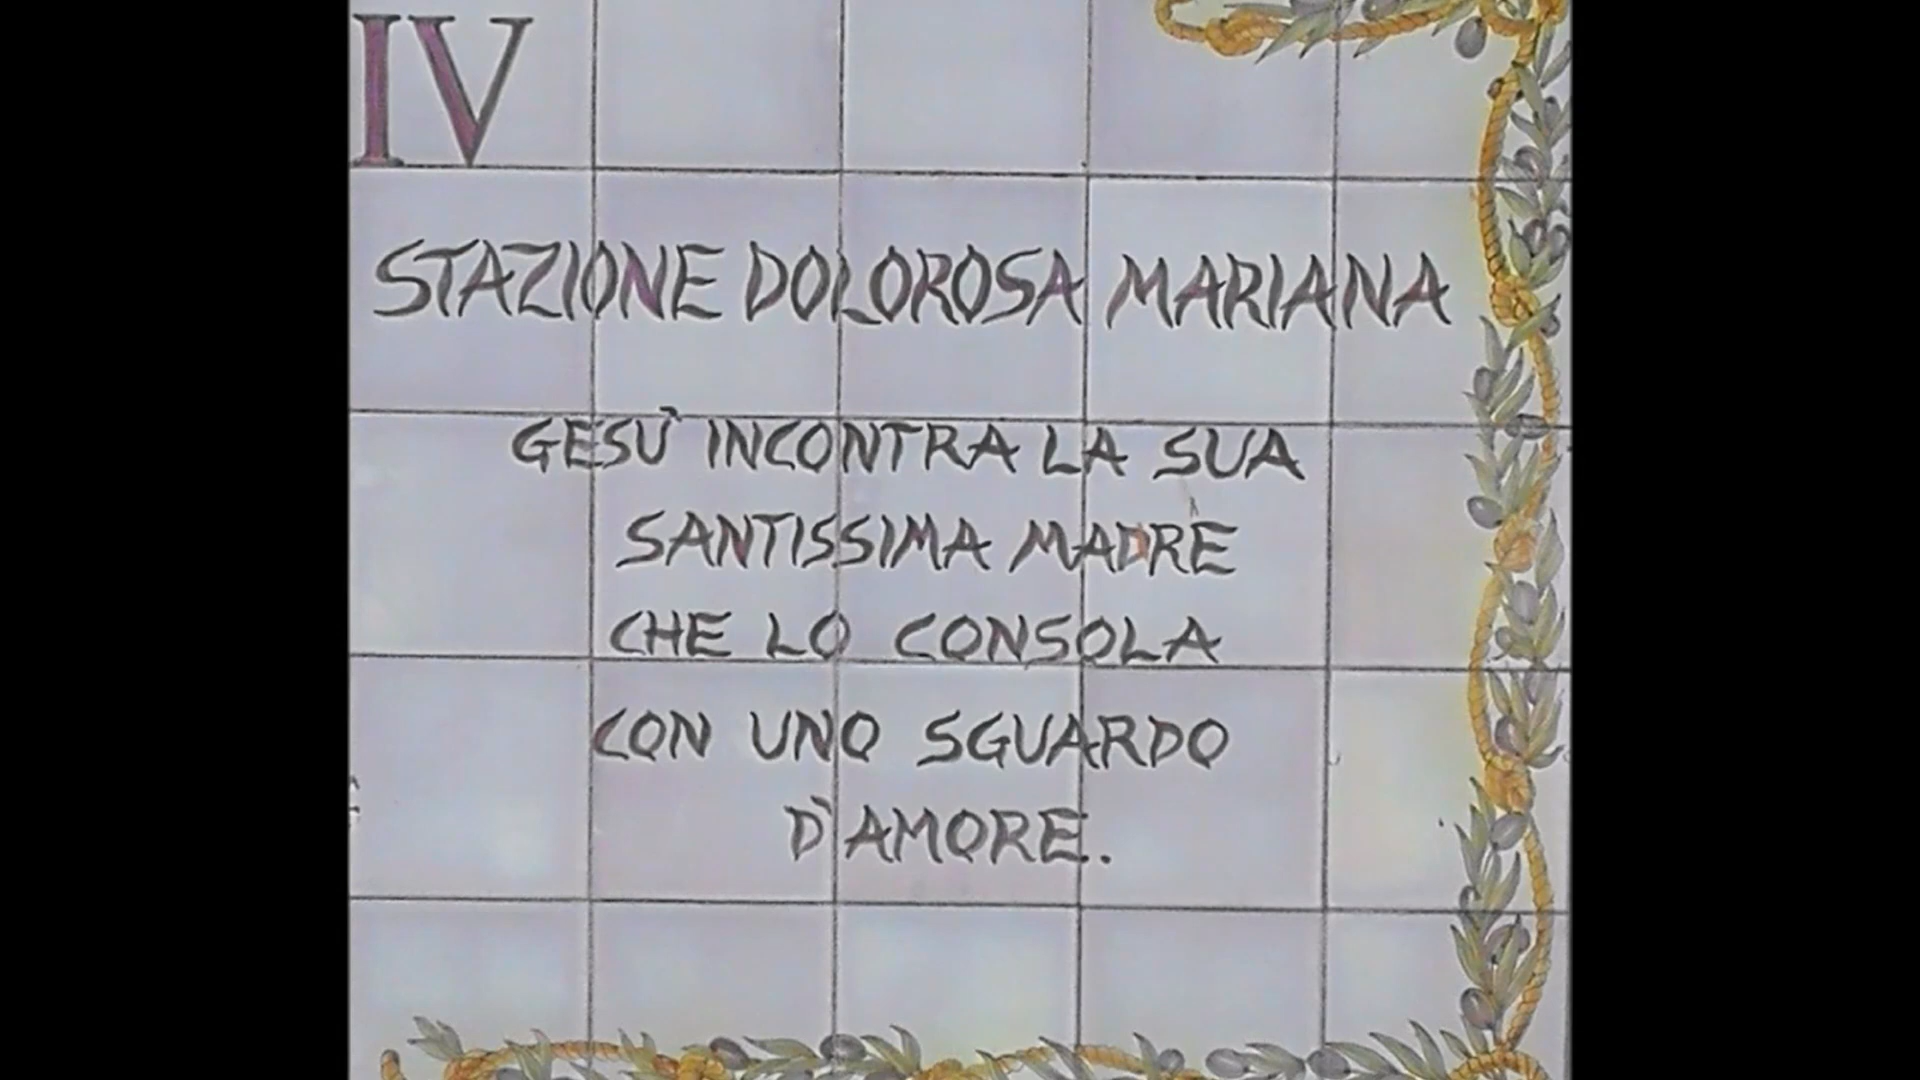 IV
STAZIONE DOLOROSA MARIANA
GESÙ INCONTRA LA SUA
SANTISSIMA MADRE
CHE LO CONSOLA
CON UNO SGUARDO
D'AMORE.